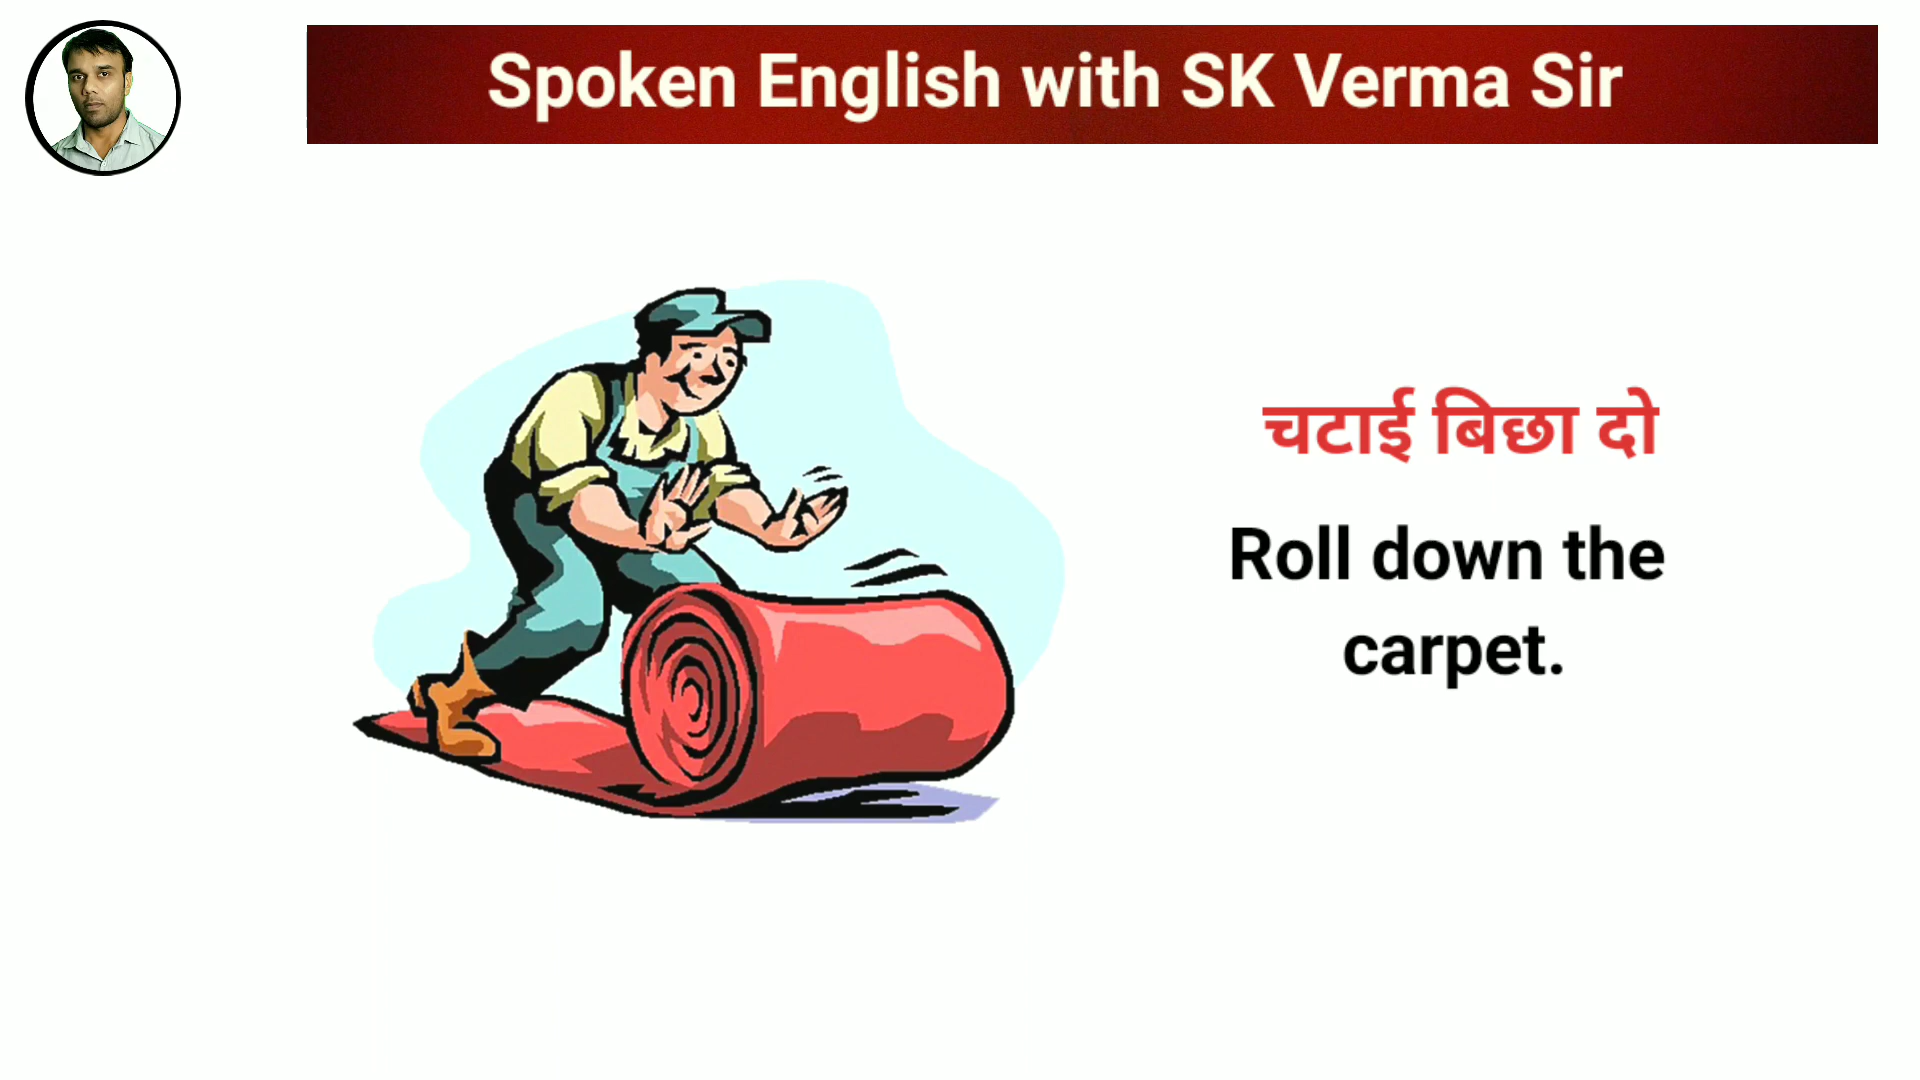 Spoken English with SK Verma Sir
चटाई बिछा दो
Roll down the
carpet.